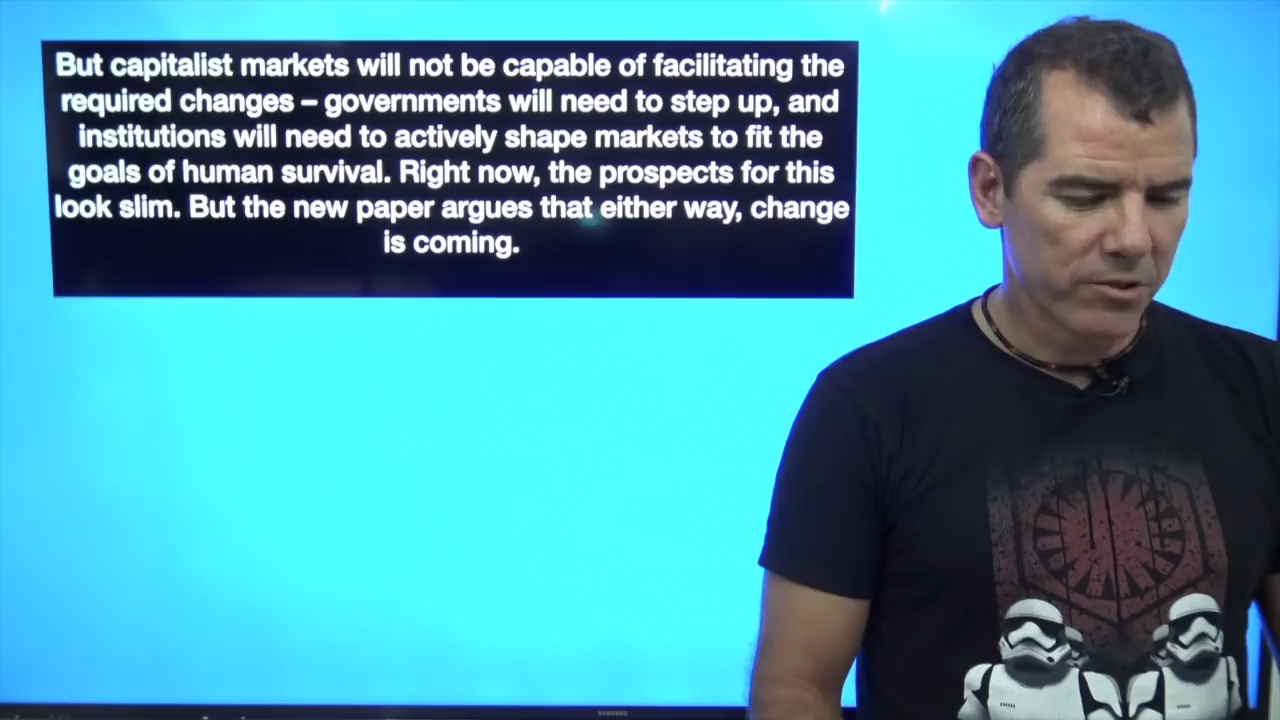 But capitalist markets will not be capable of facilitating the
required changes – governments will need to step up, and
institutions will need to actively shape markets to fit the
goals of human survival. Right now, the prospects for this
look slim. But the new paper argues that either way, change
is coming.
SAMSUNG